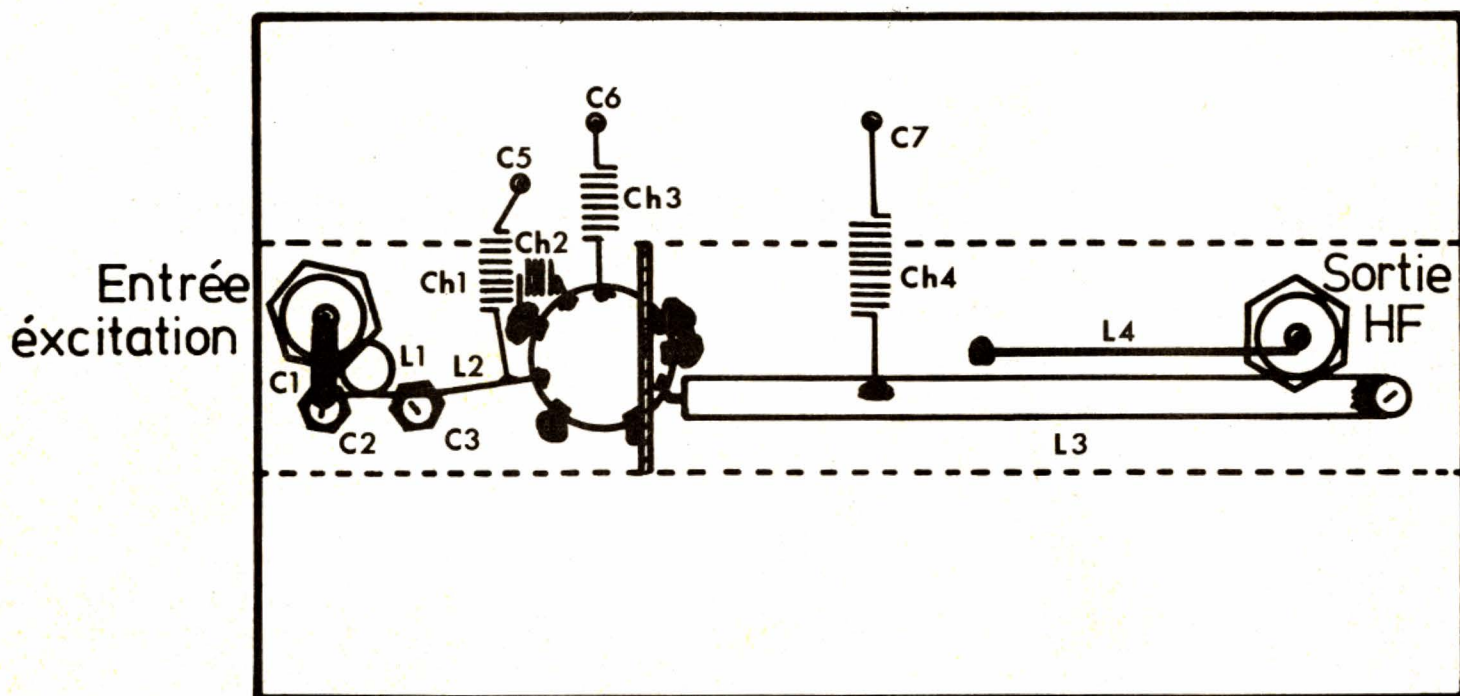 C6
C5
C7
Ch3
Ch2
Ch1
Ch4
Entrée
éxcitation
Sortie
HF
L1
L2
L4
C1
C2
C3
L3